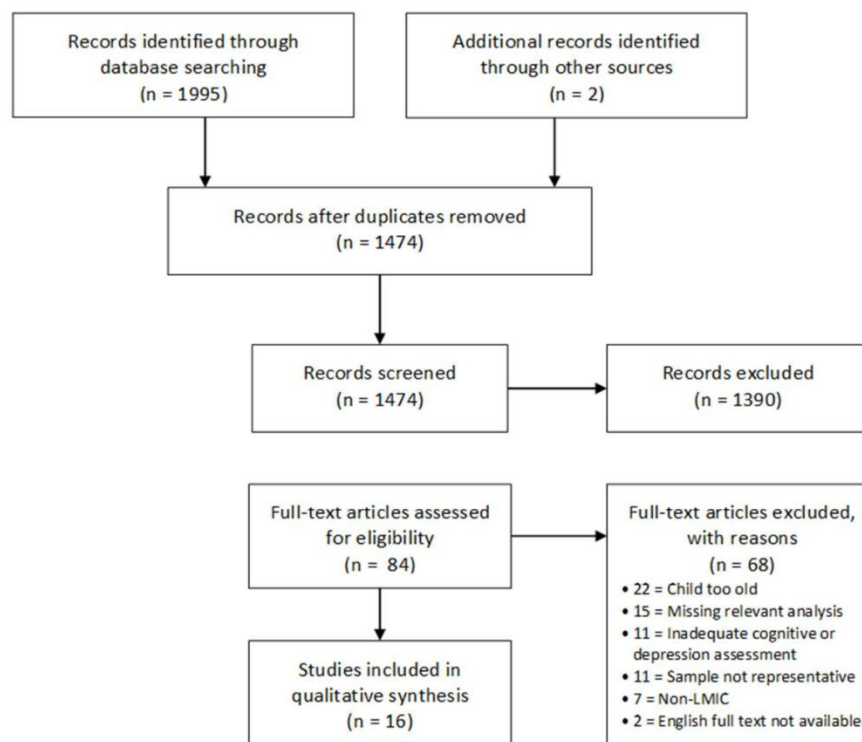 Records identified through
database searching
(n = 1995)
Additional records identified
through other sources
(n = 2)
Records after duplicates removed
(n = 1474)
Records screened
(n = 1474)
Records excluded
(n = 1390)
Full-text articles assessed
for eligibility
(n = 84)
Full-text articles excluded,
with reasons
(n = 68)
• 22 = Child too old
• 15 = Missing relevant analysis
• 11 = Inadequate cognitive or
depression assessment
• 11 = Sample not representative
• 7 = Non-LMIC
• 2 = English full text not available
Studies included in
qualitative synthesis
(n = 16)